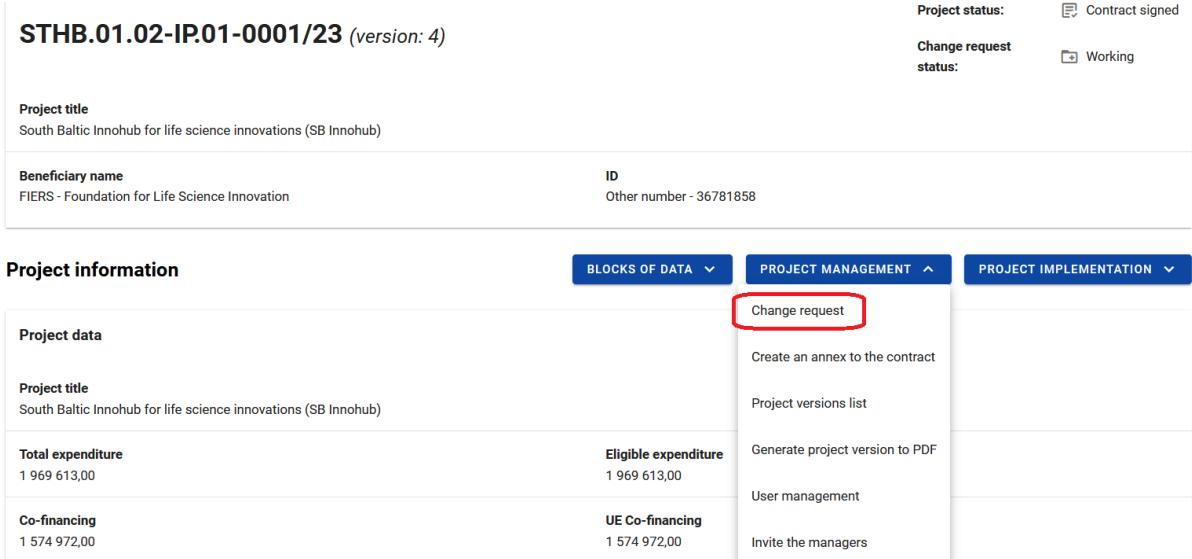 STHB.01.02-IP.01-0001/23 (version: 4)
Project status:
Contract signed
Change request
status:
Working
Project title
South Baltic Innohub for life science innovations (SB Innohub)
Beneficiary name
FIERS - Foundation for Life Science Innovation
ID
Other number - 36781858
Project information
BLOCKS OF DATA
PROJECT MANAGEMENT
PROJECT IMPLEMENTATION
Change request
Create an annex to the contract
Project versions list
Generate project version to PDF
User management
Invite the managers
Project data
Project title
South Baltic Innohub for life science innovations (SB Innohub)
Total expenditure
1 969 613,00
Eligible expenditure
1 969 613,00
Co-financing
1 574 972,00
UE Co-financing
1 574 972,00